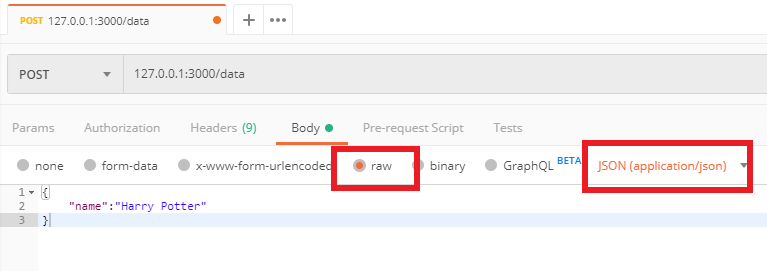 POST 127.0.0.1:3000/data
POST 127.0.0.1:3000/data
Params Authorization Headers (9) Body Pre-request Script Tests
none form-data x-www-form-urlencoded raw binary GraphQL BETA JSON (application/json)
1 {
2 "name":"Harry Potter"
3 }